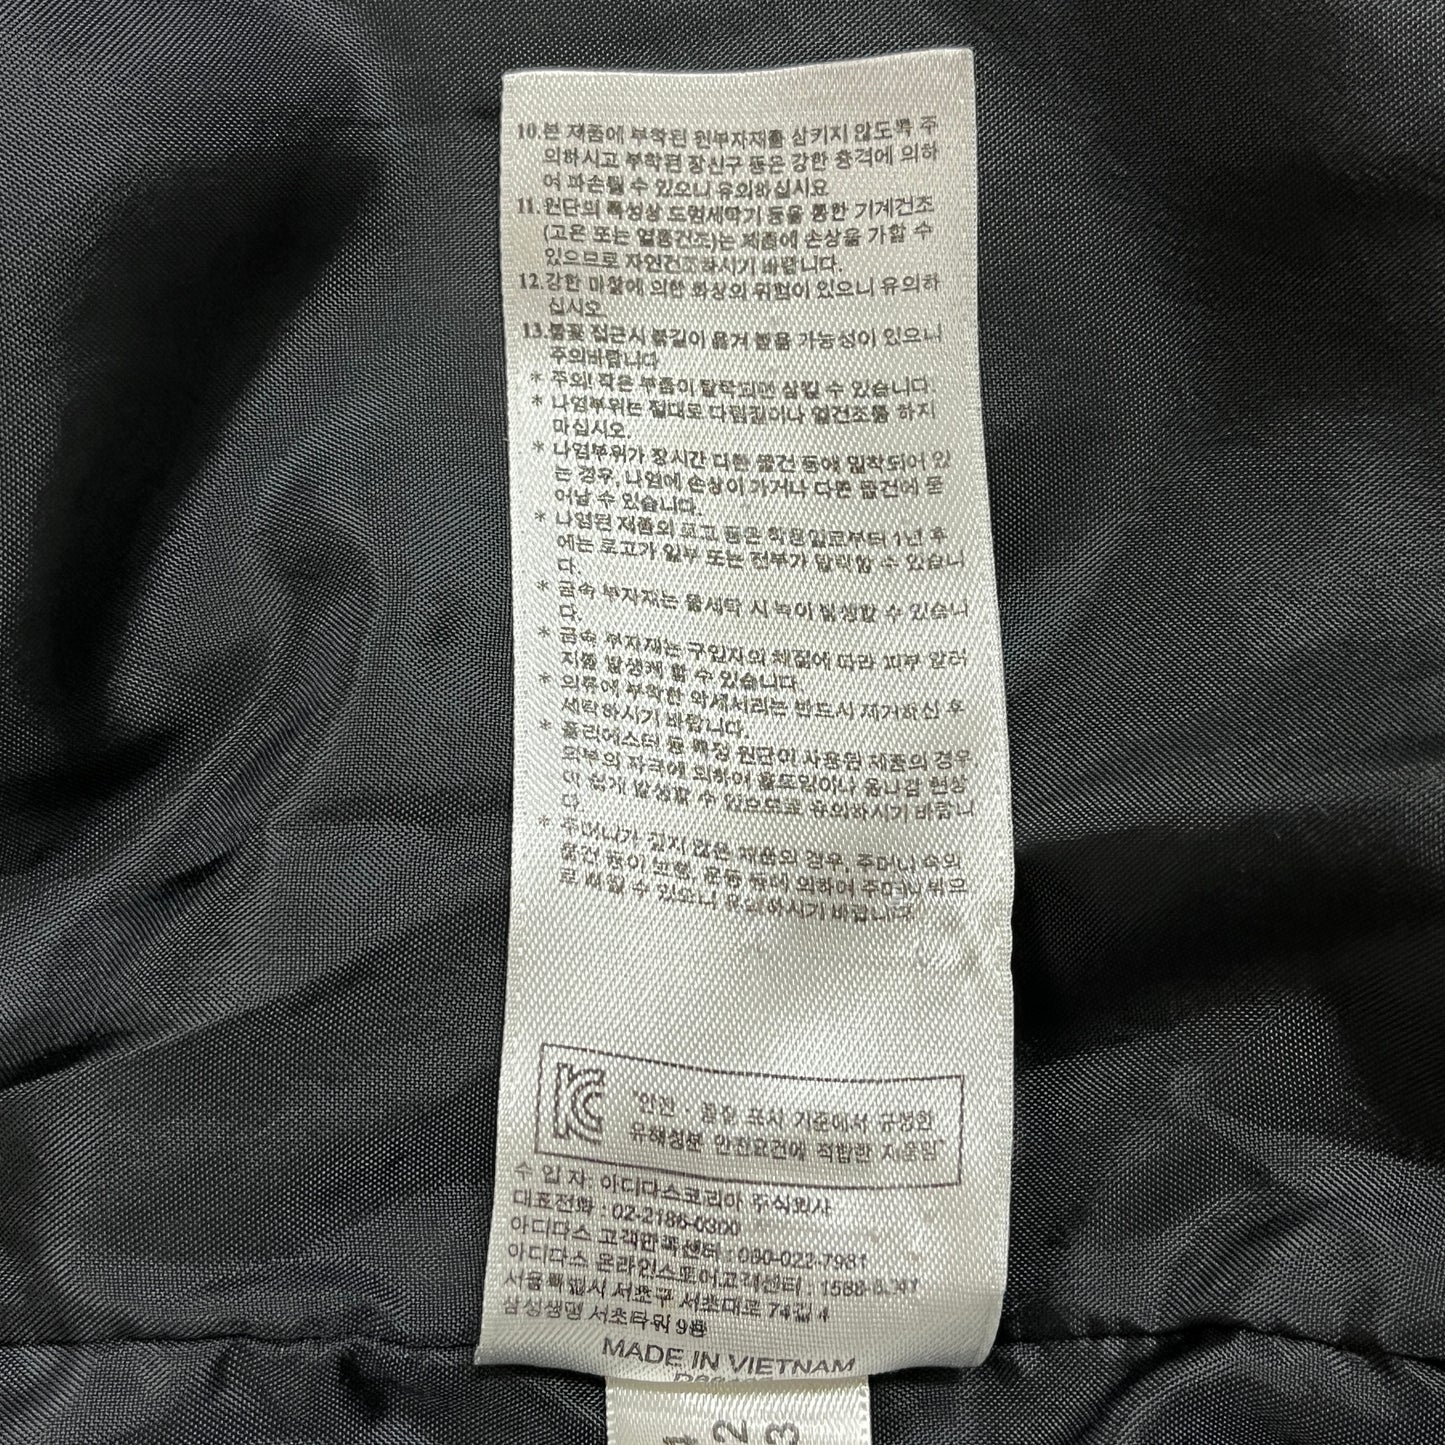 10.본 제품에 부착된 원부자재를 삼키지 않도록 주
의하시고 부착된 장신구 등은 강한 충격에 의하
여 파손될 수 있으니 유의하십시요
11.원단의 특성상 드럼세탁기 등을 통한 기계건조
(고온 또는 열풍건조)는 제품에 손상을 가할 수
있으므로 자연건조하시기 바랍니다.
12.강한 마찰에 의한 화상의 위험이 있으니 유의하
십시오.
13.불꽃 접근시 불길이 옮겨 붙을 가능성이 있으니
주의바랍니다
* 주의! 작은 부품이 탈착되면 삼킬 수 있습니다.
* 나염부위는 절대로 다림질이나 열건조를 하지
마십시오.
* 나염부위가 장시간 다른 물건 등에 밀착되어 있
는 경우, 나염에 손상이 가거나 다른 물건에 묻
어날 수 있습니다.
* 나염된 제품의 로고 등은 착용일로부터 1년 후
에는 로고가 일부 또는 전부가 탈락할 수 있습니
다.
* 금속 부자재는 물세탁 시 녹이 발생할 수 있습니
다.
* 금속 부자재는 구입자의 체질에 따라 피부 알러
지를 발생케 할 수 있습니다.
* 의류에 부착한 악세서리는 반드시 제거하신 후
세탁하시기 바랍니다.
* 폴리에스터 등 특정 원단이 사용된 제품의 경우,
외부의 자극에 의하여 올뜨임이나 올나감 현상
이 쉽게 발생할 수 있으므로 유의하시기 바랍니
다.
* 주머니가 깊지 않은 제품의 경우, 주머니 속의
물건 등이 보행, 운동 등에 의하여 주머니 밖으
로 빠질 수 있으니 유의하시기 바랍니다.
"안전 · 품질 표시 기준에서 규정한
유해정보 안전요건에 적합한 제품임"
수 입 자: 아디다스코리아 주식회사
대표전화 : 02-2186-0300
아디다스 고객만족센터 : 080-022-7981
아디다스 온라인스토어고객센터 :
서울특별시 서초구 서초대로 74길 4
삼성생명 서초타워 9층
MADE IN VIETNAM
1
2
3